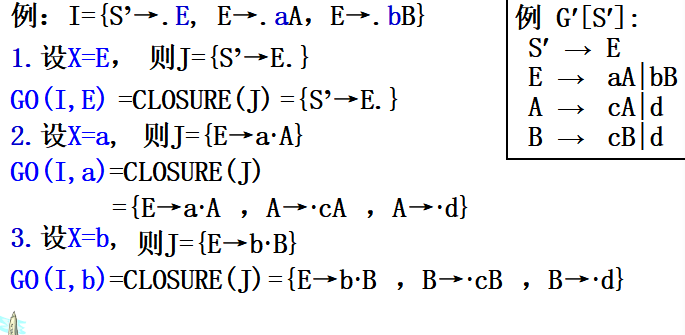 例：I={S’→.E, E→.aA，E→.bB}
1.设X=E， 则J={S’→E.}
GO(I,E) =CLOSURE(J) ={S’→E.}
2.设X=a, 则J={E→a·A}
GO(I,a)=CLOSURE(J)
={E→a·A ，A→·cA ，A→·d}
3.设X=b, 则J={E→b·B}
GO(I,b)=CLOSURE(J)={E→b·B ，B→·cB ，B→·d}
例 G′[S′]:
S′ → E
E → aA|bB
A → cA|d
B → cB|d